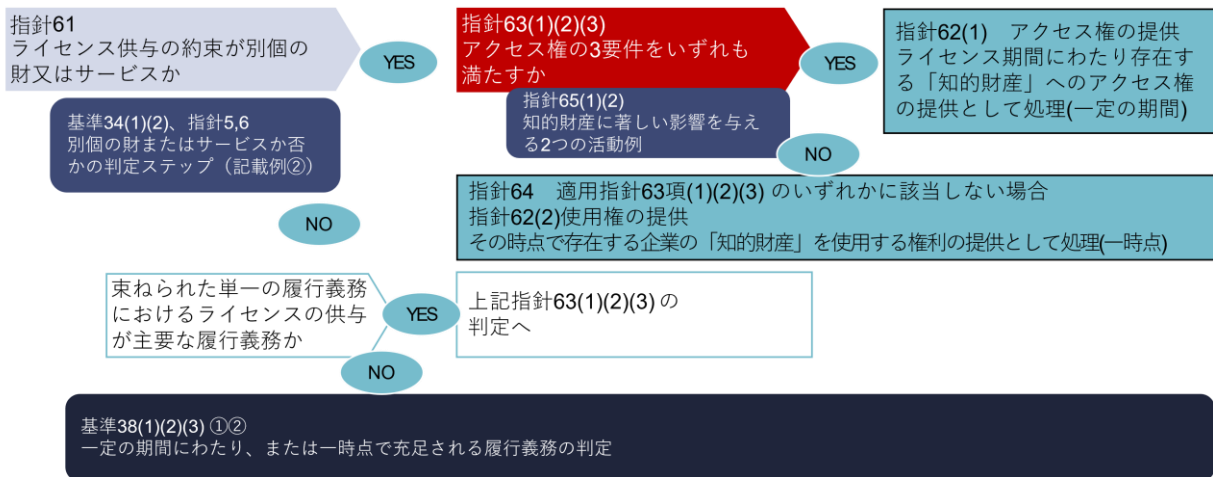 指針61
ライセンス供与の約束が別個の
財又はサービスか
YES
指針63(1)(2)(3)
アクセス権の3要件をいずれも
満たすか
YES
指針62(1)　アクセス権の提供
ライセンス期間にわたり存在す
る「知的財産」へのアクセス権
の提供として処理(一定の期間)
基準34(1)(2)、指針5,6
別個の財またはサービスか否
かの判定ステップ（記載例②）
指針65(1)(2)
知的財産に著しい影響を与え
る2つの活動例
NO
NO
指針64　適用指針63項(1)(2)(3) のいずれかに該当しない場合
指針62(2)使用権の提供
その時点で存在する企業の「知的財産」を使用する権利の提供として処理(一時点)
束ねられた単一の履行義務
におけるライセンスの供与
が主要な履行義務か
YES
上記指針63(1)(2)(3) の
判定へ
NO
基準38(1)(2)(3) ①②
一定の期間にわたり、または一時点で充足される履行義務の判定